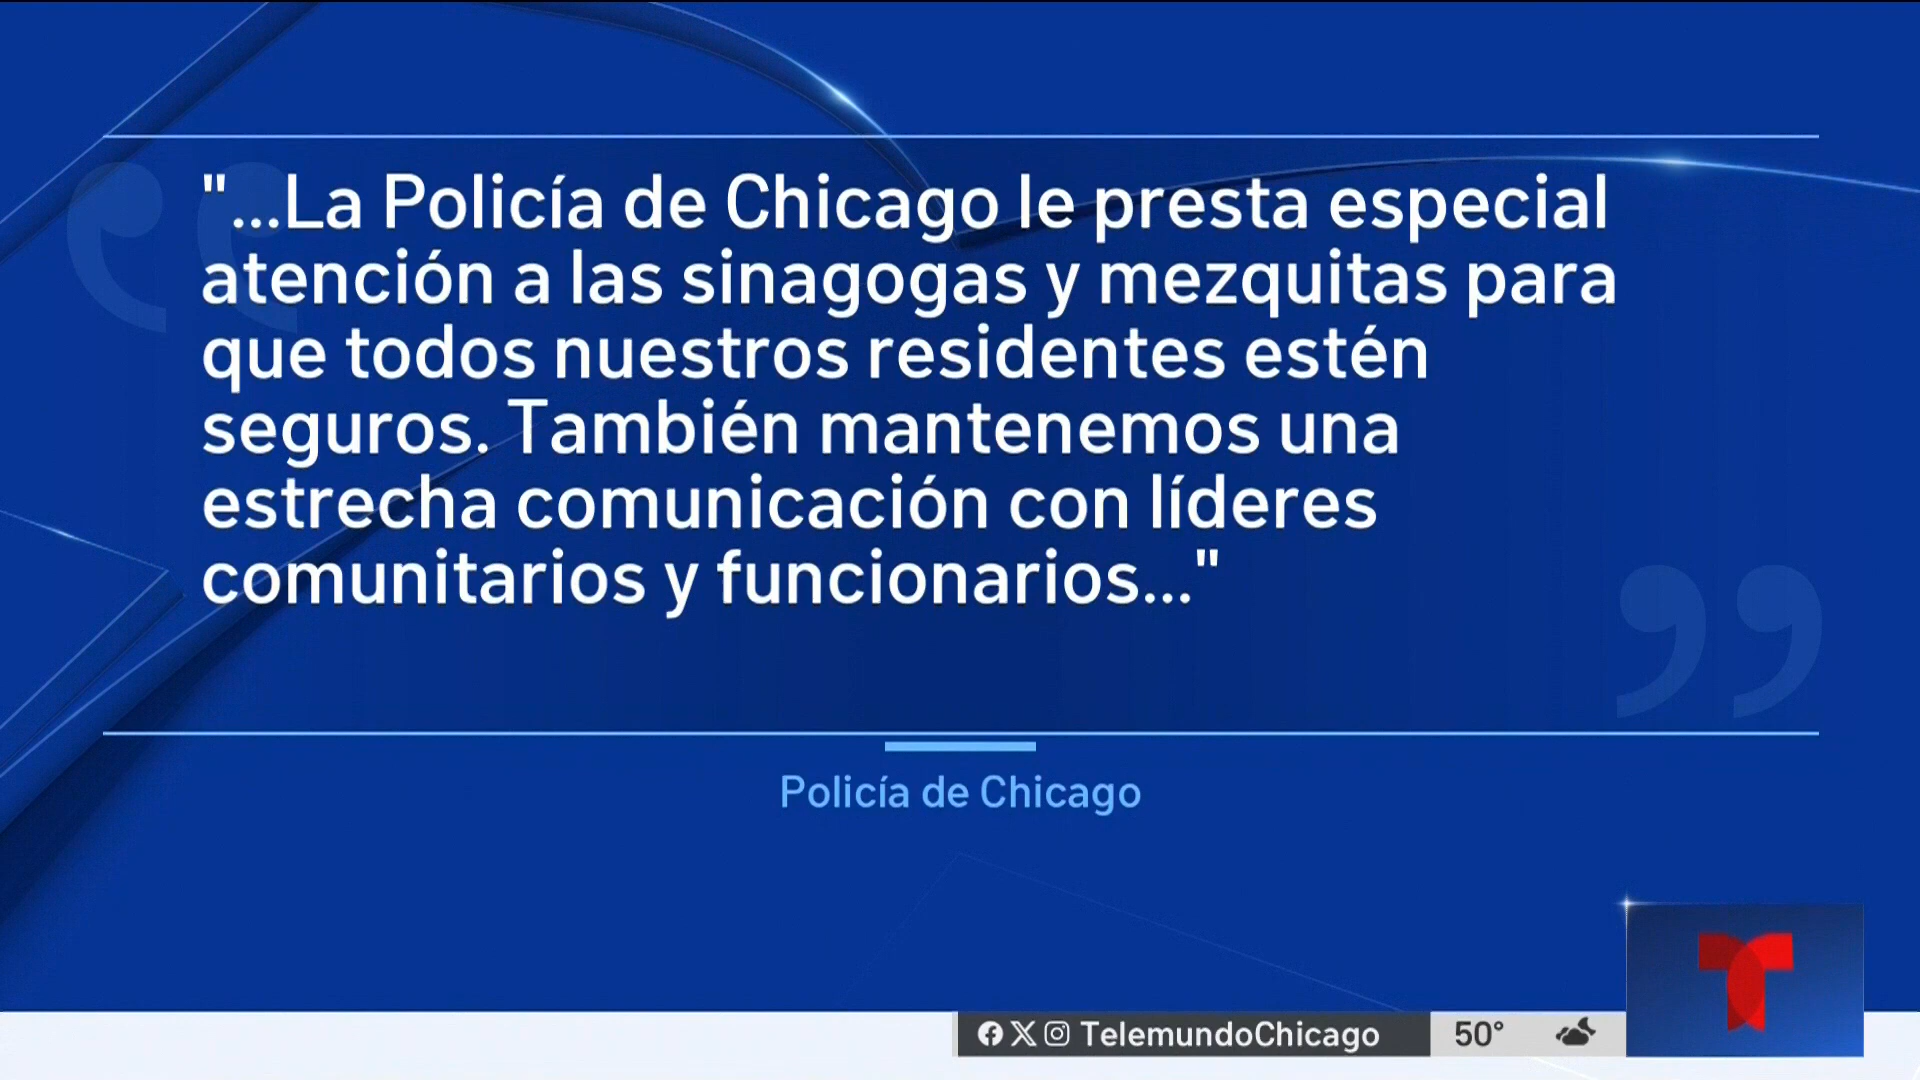 "...La Policía de Chicago le presta especial
atención a las sinagogas y mezquitas para
que todos nuestros residentes estén
seguros. También mantenemos una
estrecha comunicación con líderes
comunitarios y funcionarios..."
Policía de Chicago
TelemundoChicago 50°